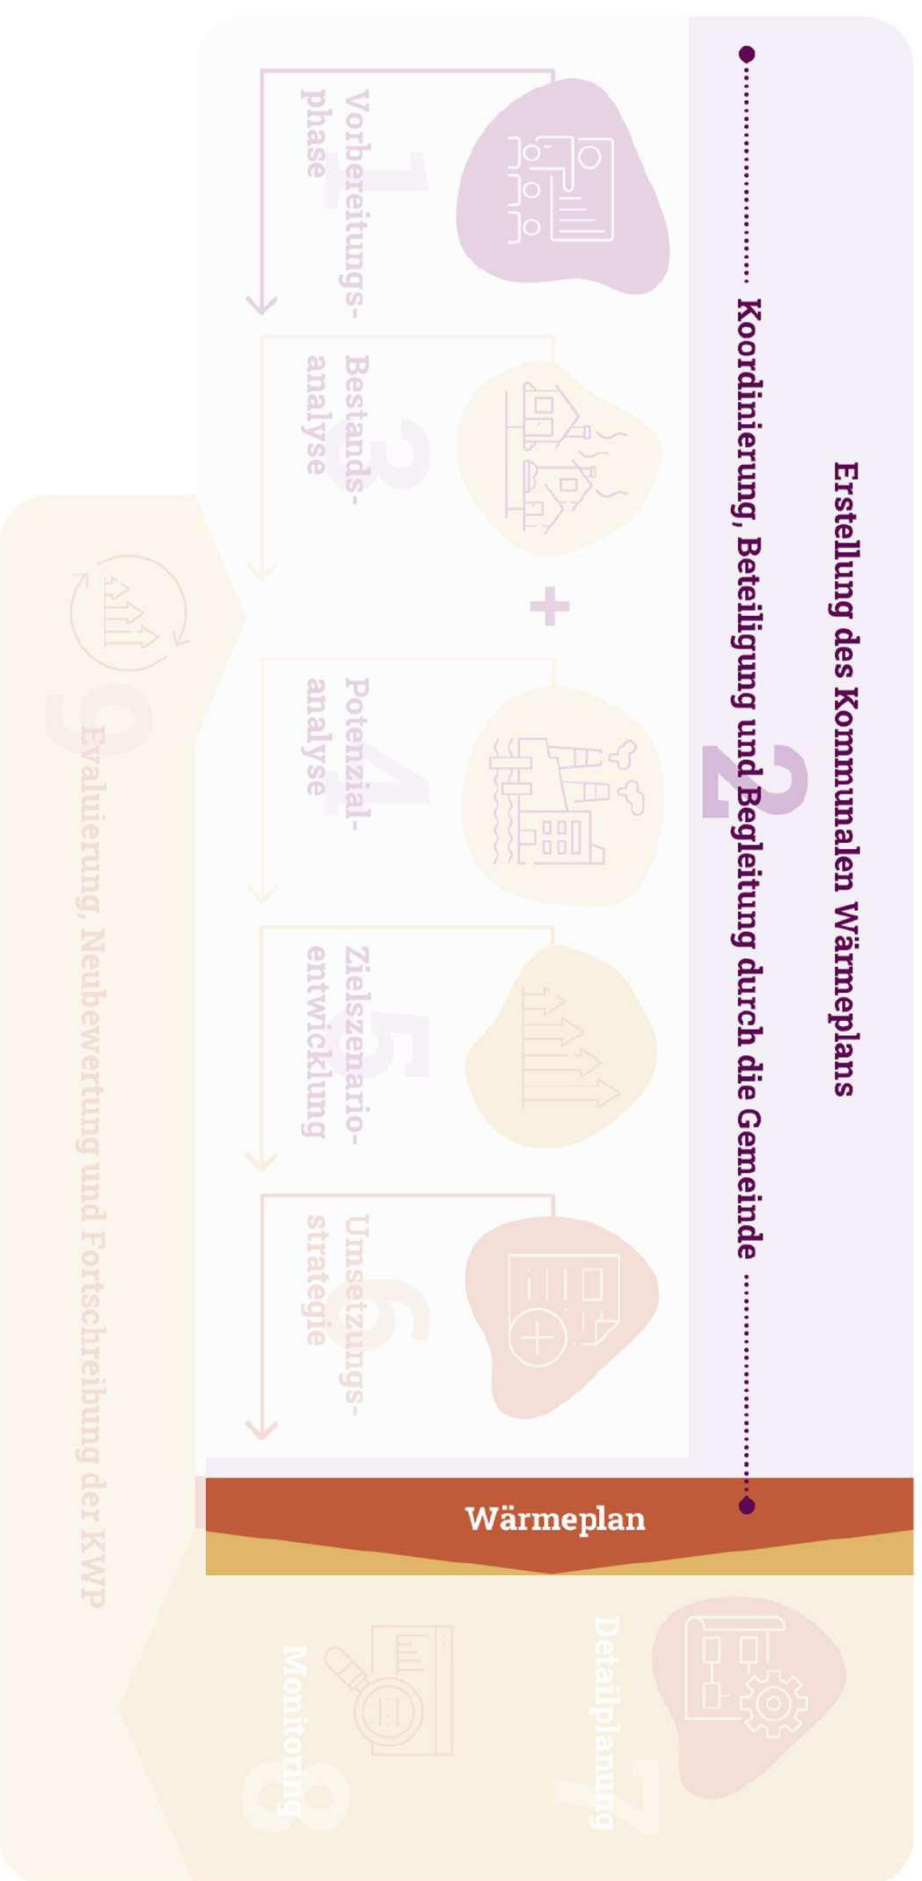 Erstellung des Kommunalen Wärmeplans
2
Koordinierung, Beteiligung und Begleitung durch die Gemeinde
1
Vorbereitungs-
phase
3
Bestands-
analyse
+
4
Potenzial-
analyse
5
Zielszenario-
entwicklung
6
Umsetzungs-
strategie
Wärmeplan
7
Detailplanung
8
Monitoring
9
Evaluierung, Neubewertung und Fortschreibung der KWP